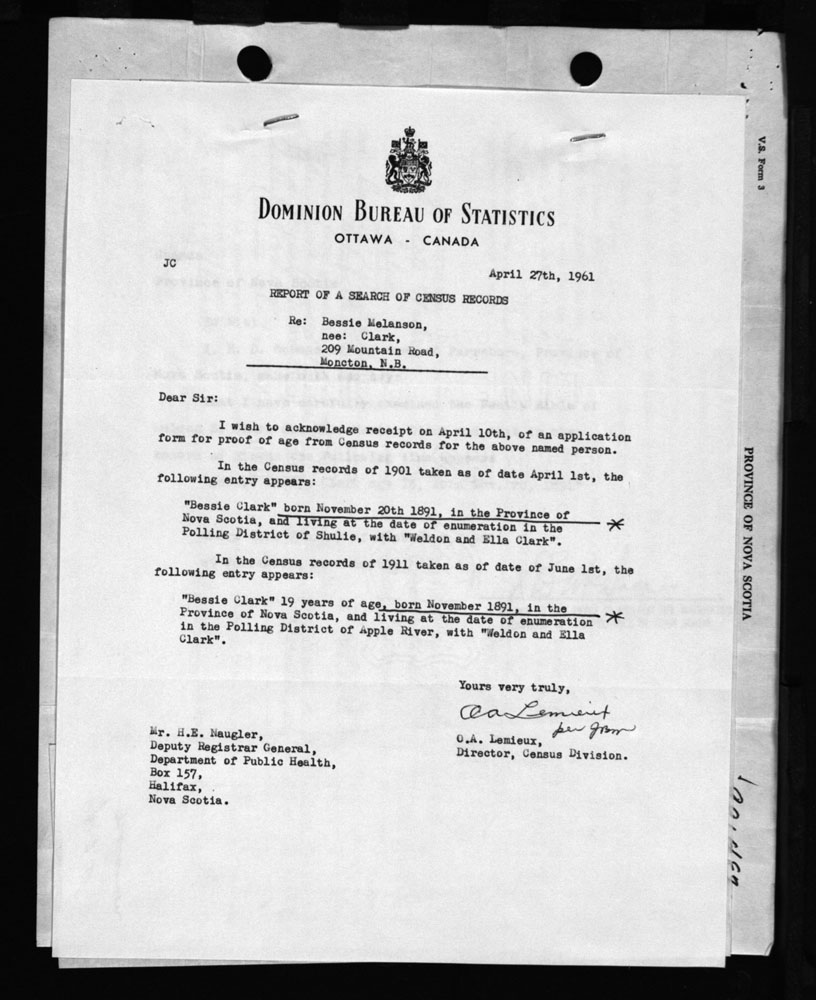 DOMINION BUREAU OF STATISTICS
OTTAWA - CANADA
JC
April 27th, 1961
REPORT OF A SEARCH OF CENSUS RECORDS
Re: Bessie Melanson,
nee: Clark,
209 Mountain Road,
Moncton, N.B.
Dear Sir:
I wish to acknowledge receipt on April 10th, of an application
form for proof of age from Census records for the above named person.
In the Census records of 1901 taken as of date April 1st, the
following entry appears:
"Bessie Clark" born November 20th 1891, in the Province of
Nova Scotia, and living at the date of enumeration in the
Polling District of Shulie, with "Weldon and Ella Clark".
In the Census records of 1911 taken as of date of June 1st, the
following entry appears:
"Bessie Clark" 19 years of age, born November 1891, in the
Province of Nova Scotia, and living at the date of enumeration
in the Polling District of Apple River, with "Weldon and Ella
Clark".
Yours very truly,
O A Lemieux
per
O.A. Lemieux,
Director, Census Division.
Mr. H.E. Naugler,
Deputy Registrar General,
Department of Public Health,
Box 157,
Halifax,
Nova Scotia.
V.S. Form 3
PROVINCE OF NOVA SCOTIA